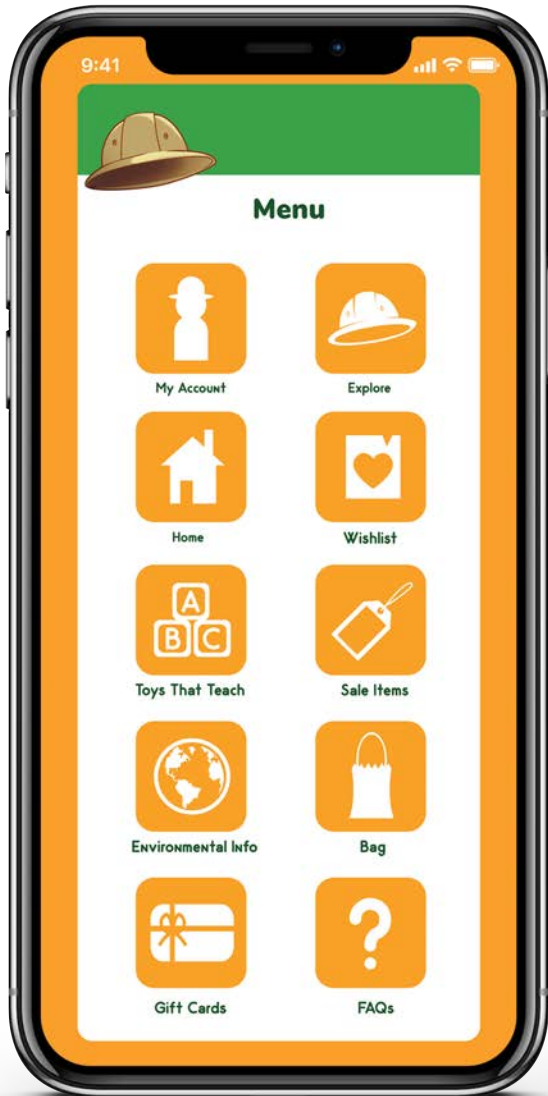 9:41
Menu
My Account Explore
Home Wishlist
A
B C
Toys That Teach Sale Items
Environmental Info Bag
?
Gift Cards FAQs